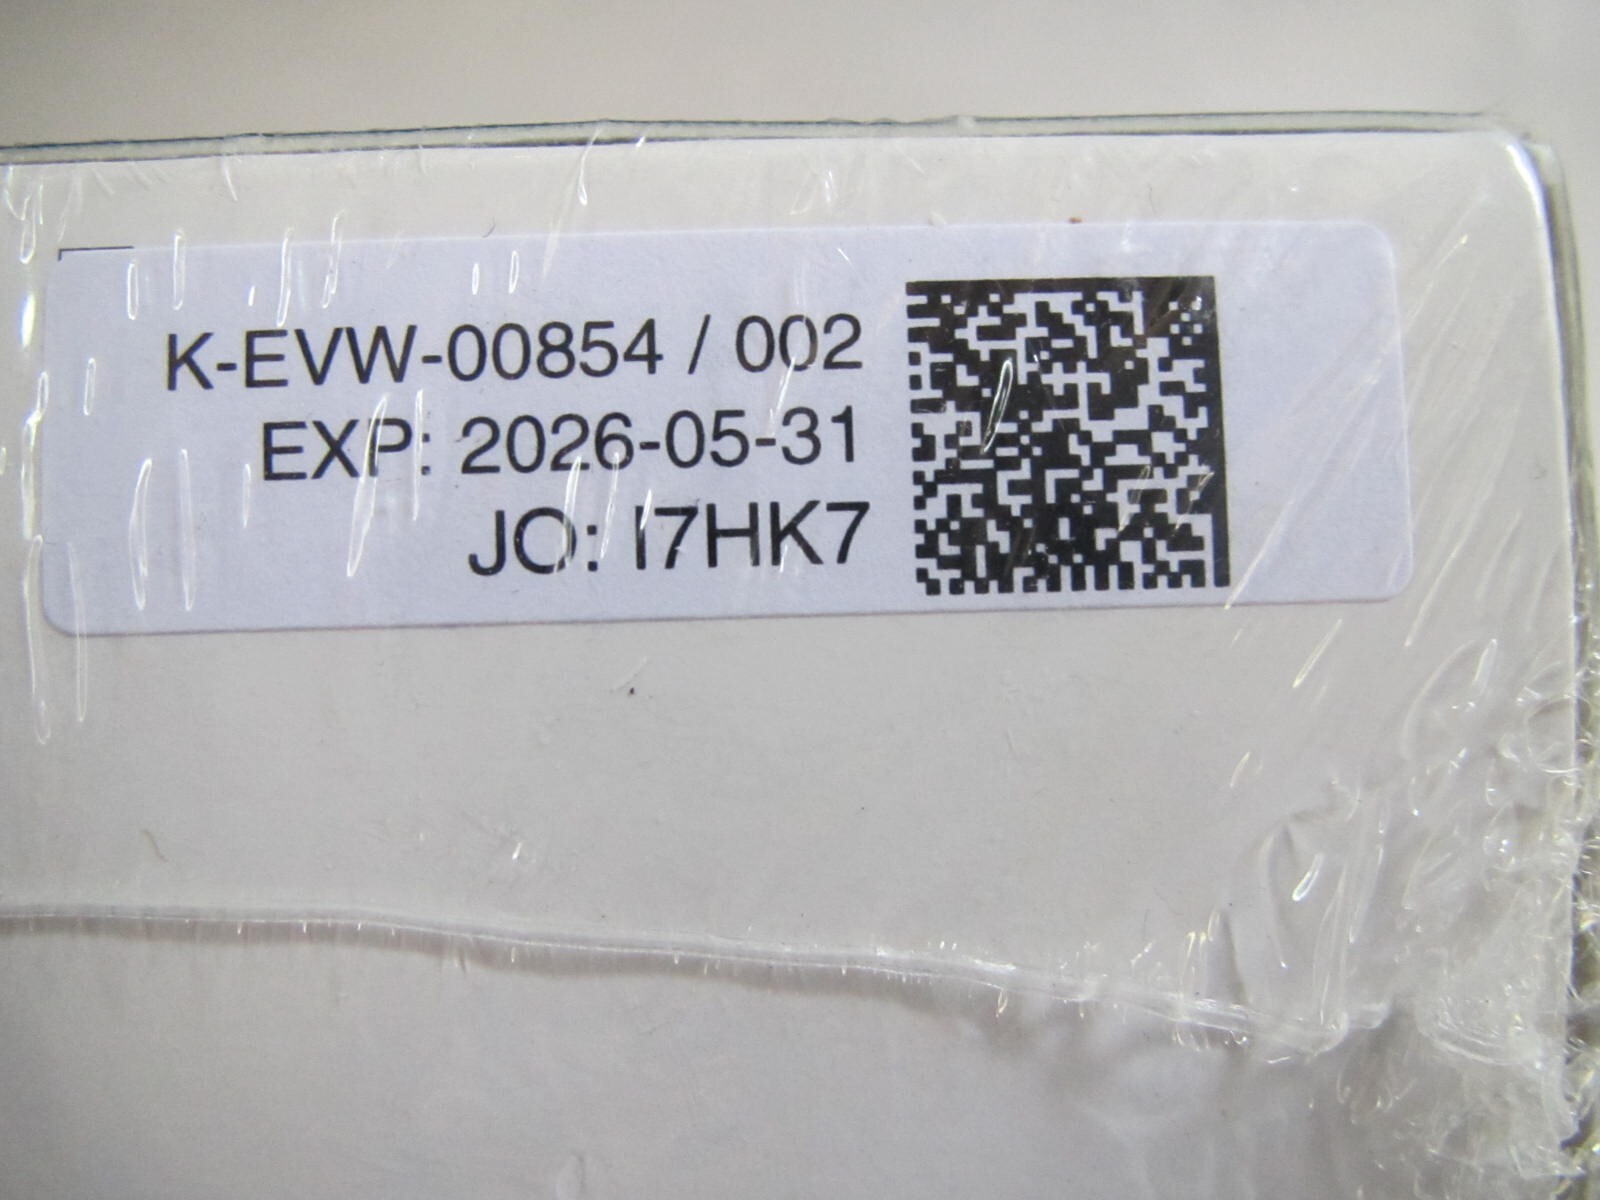 K-EVW-00854 / 002
EXP: 2026-05-31
JO: I7HK7